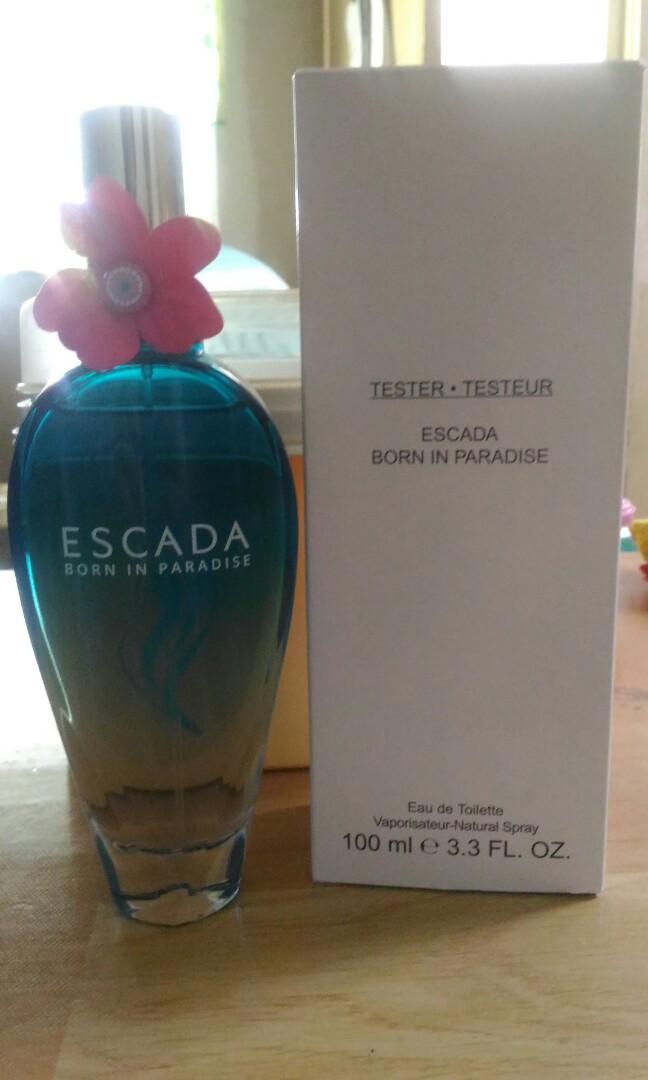 ESCADA
BORN IN PARADISE
TESTER • TESTEUR
ESCADA
BORN IN PARADISE
Eau de Toilette
Vaporisateur-Natural Spray
100 ml ℮ 3.3 FL. OZ.